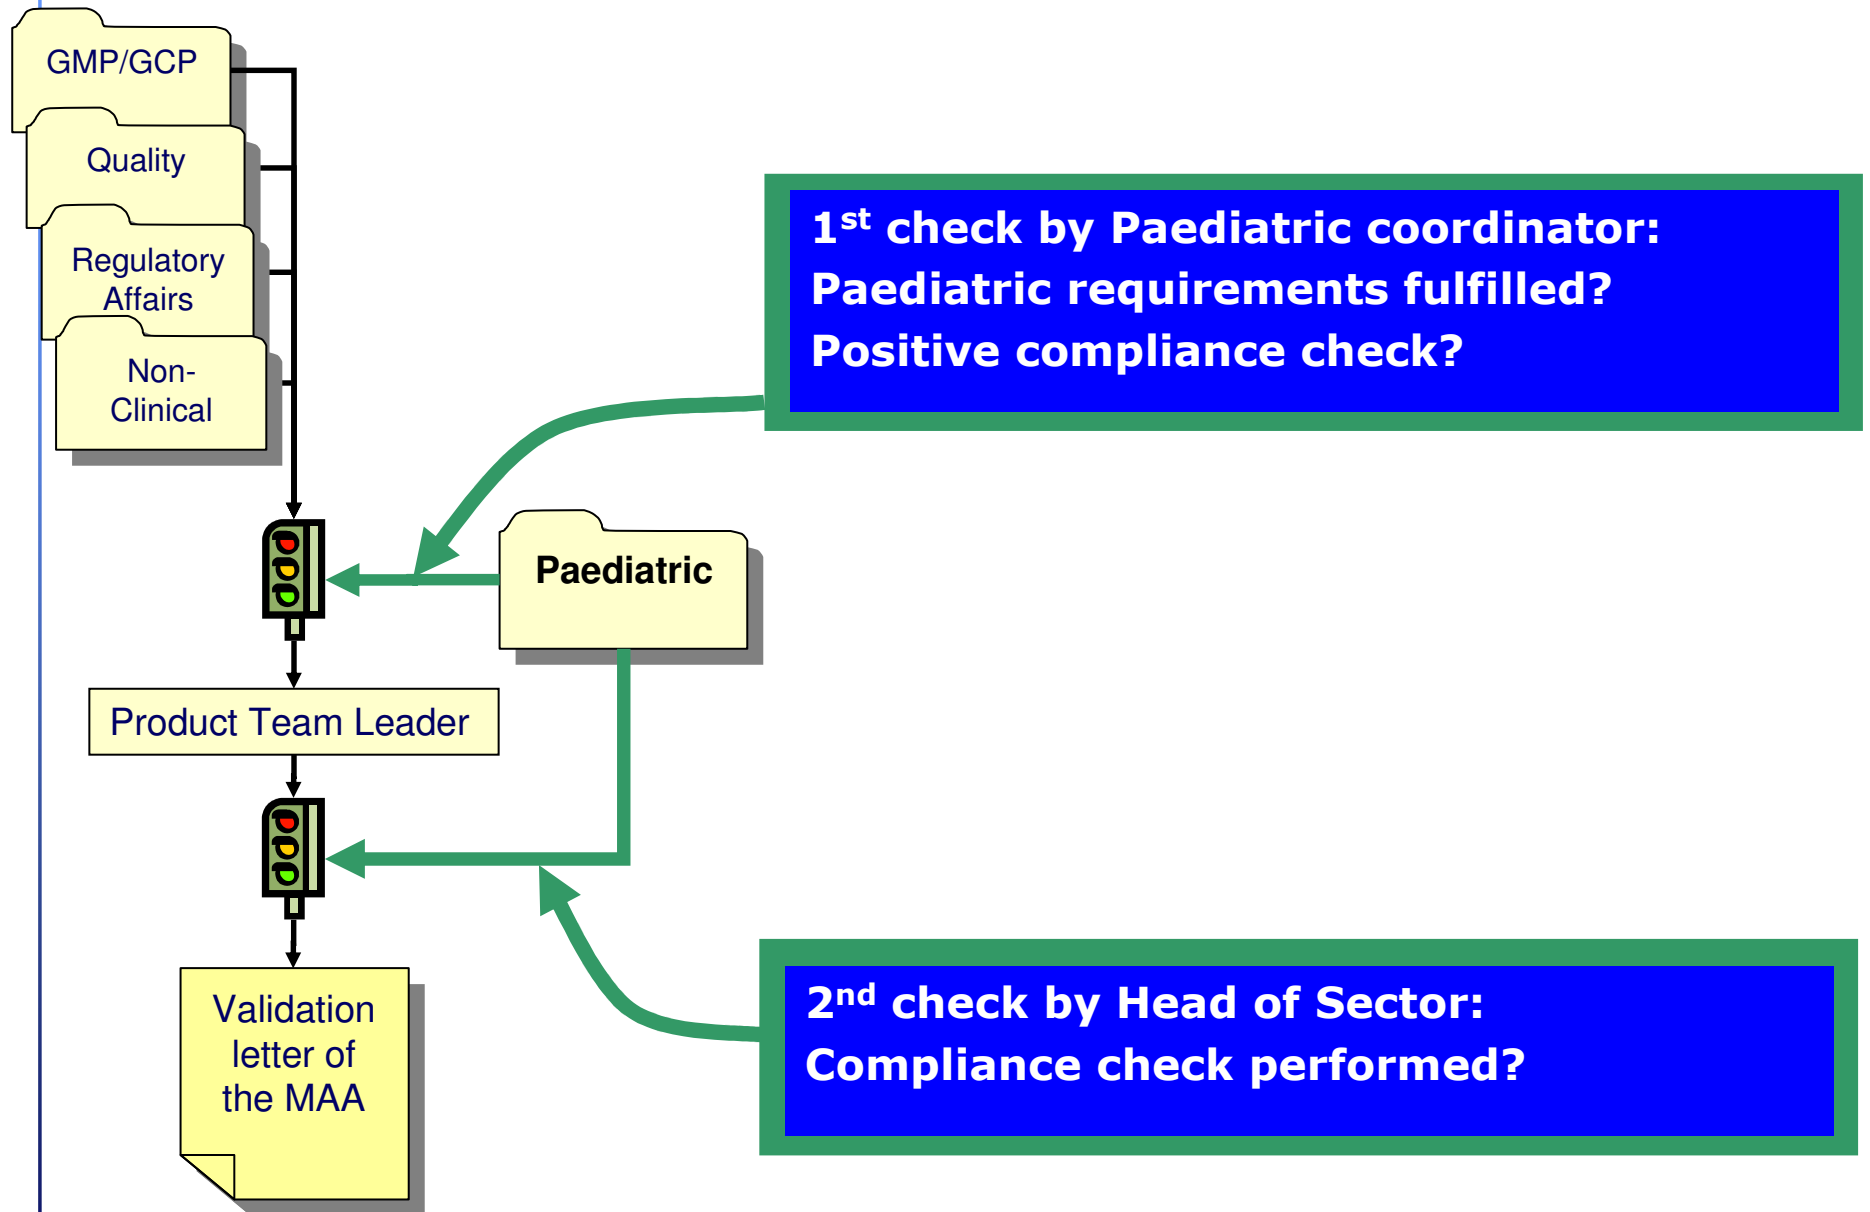 GMP/GCP
Quality
Regulatory
Affairs
Non-
Clinical
1st check by Paediatric coordinator:
Paediatric requirements fulfilled?
Positive compliance check?
Paediatric
Product Team Leader
Validation
letter of
the MAA
2nd check by Head of Sector:
Compliance check performed?